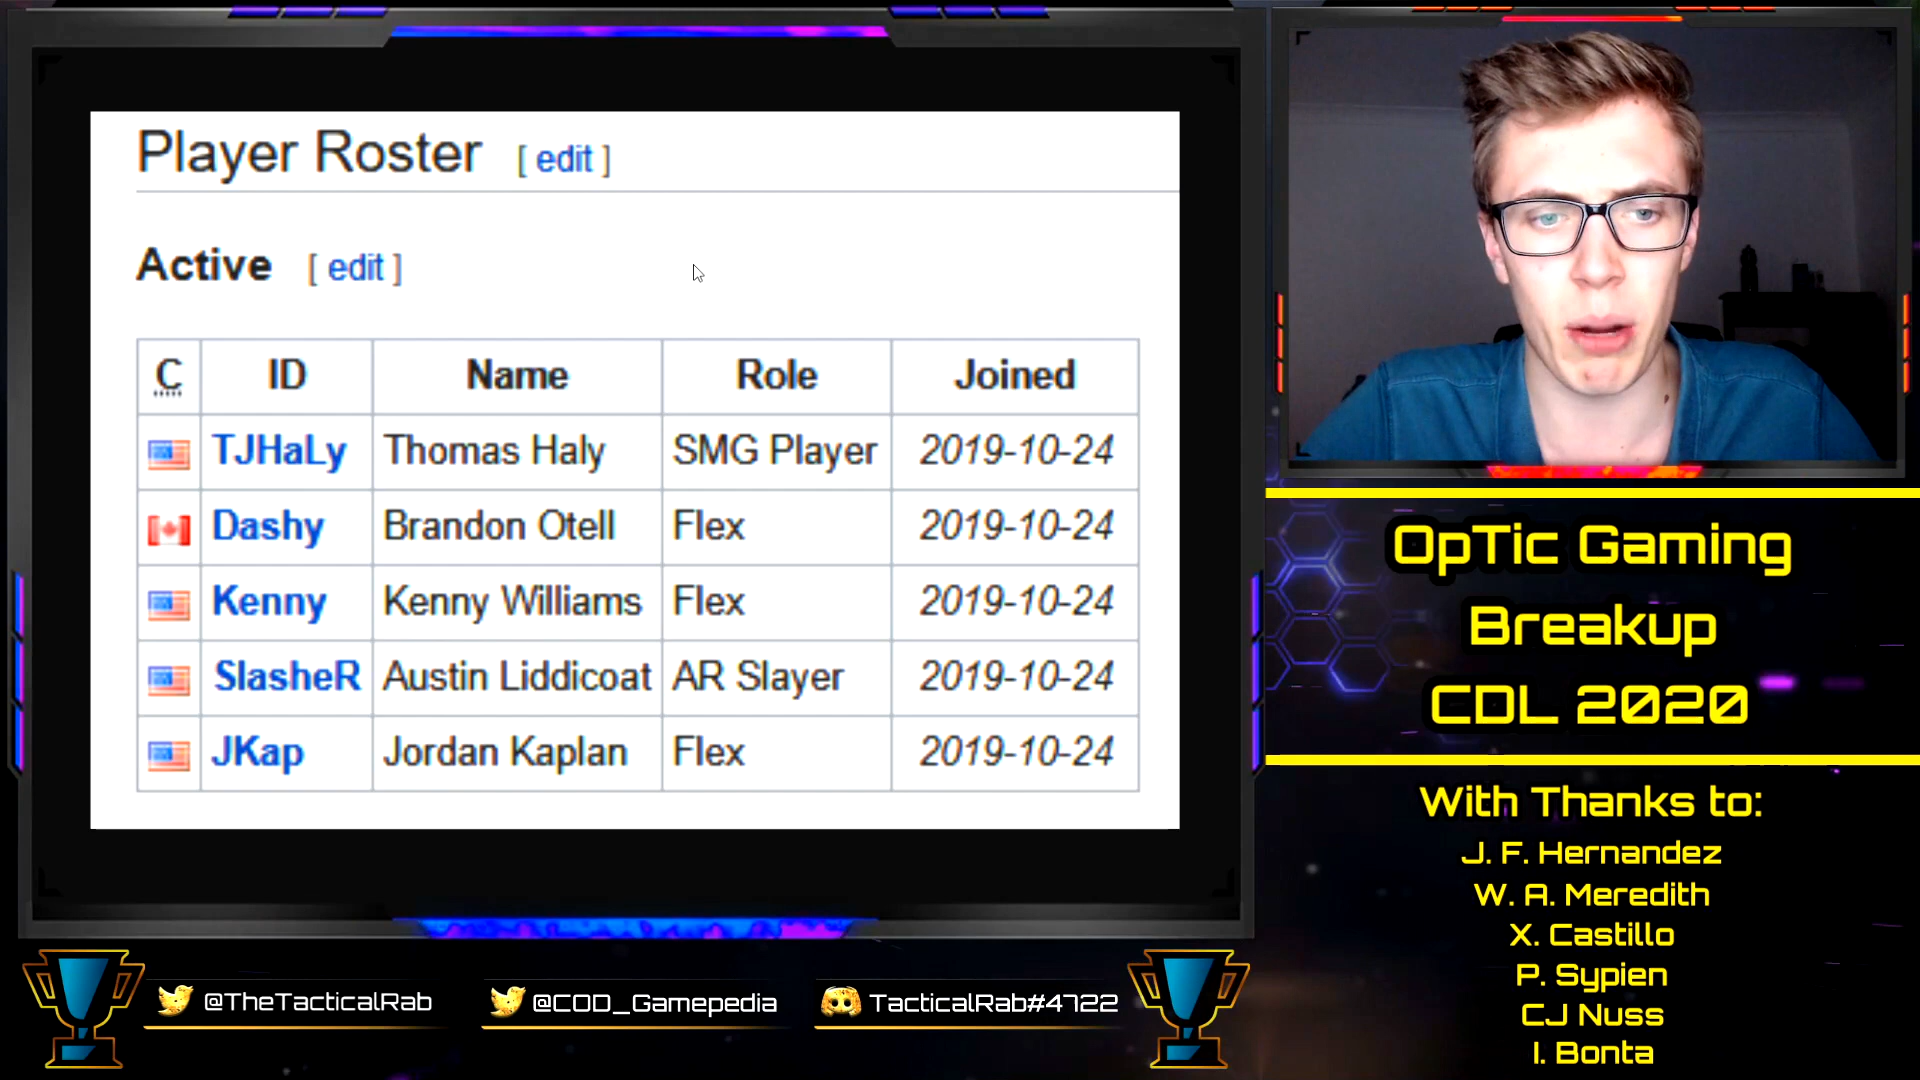 Player Roster [ edit ]
Active [ edit ]
C ID Name Role Joined
TJHaLy Thomas Haly SMG Player 2019-10-24
Dashy Brandon Otell Flex 2019-10-24
Kenny Kenny Williams Flex 2019-10-24
SlasheR Austin Liddicoat AR Slayer 2019-10-24
JKap Jordan Kaplan Flex 2019-10-24
OpTic Gaming
Breakup
CDL 2020
With Thanks to:
J. F. Hernandez
W. A. Meredith
X. Castillo
P. Sypien
CJ Nuss
I. Bonta
@TheTacticalRab @COD_Gamepedia TacticalRab#4722